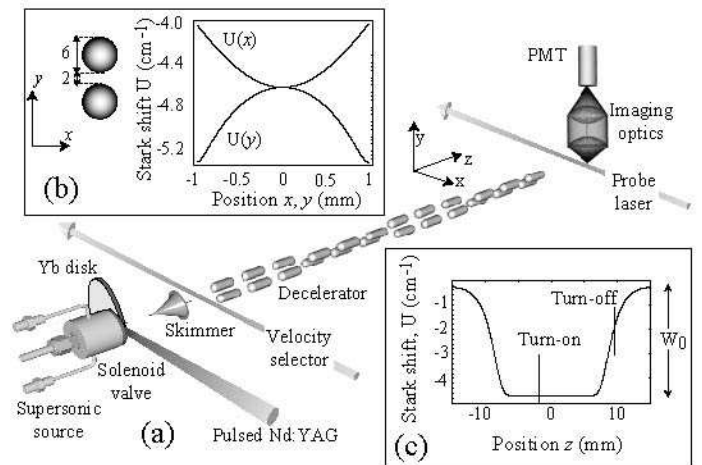 (b)
6
2
y
x
Stark shift U (cm⁻¹)
-4.0
-4.4
-4.8
-5.2
U(x)
U(y)
-1
-0.5
0
0.5
1
Position x, y (mm)
PMT
Imaging
optics
y
z
x
Probe
laser
Yb disk
Skimmer
Decelerator
Velocity
selector
Solenoid
valve
Supersonic
source
(a)
Pulsed Nd:YAG
Stark shift, U (cm⁻¹)
-1
-2
-3
-4
Turn-off
Turn-on
W₀
-10
0
10
(c)
Position z (mm)